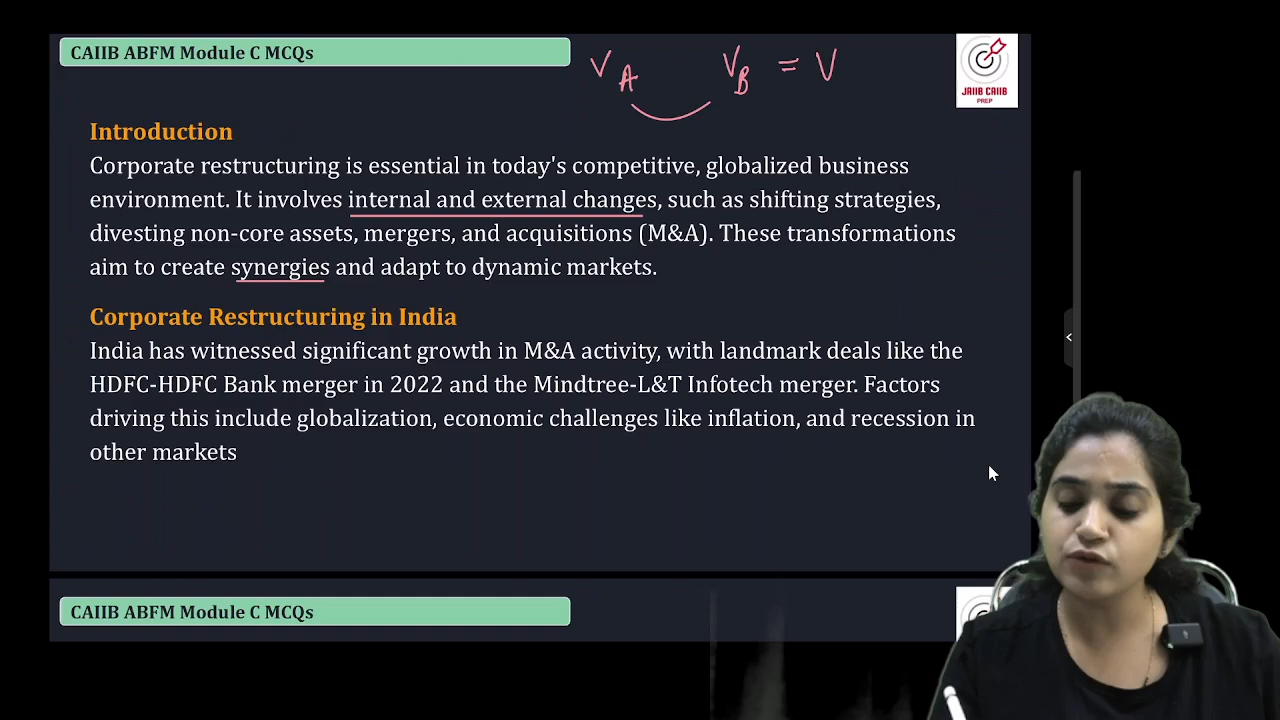 CAIIB ABFM Module C MCQs
V A V B = V
JAIIB CAIIB
PREP
Introduction
Corporate restructuring is essential in today's competitive, globalized business
environment. It involves internal and external changes, such as shifting strategies,
divesting non-core assets, mergers, and acquisitions (M&A). These transformations
aim to create synergies and adapt to dynamic markets.
Corporate Restructuring in India
India has witnessed significant growth in M&A activity, with landmark deals like the
HDFC-HDFC Bank merger in 2022 and the Mindtree-L&T Infotech merger. Factors
driving this include globalization, economic challenges like inflation, and recession in
other markets
CAIIB ABFM Module C MCQs